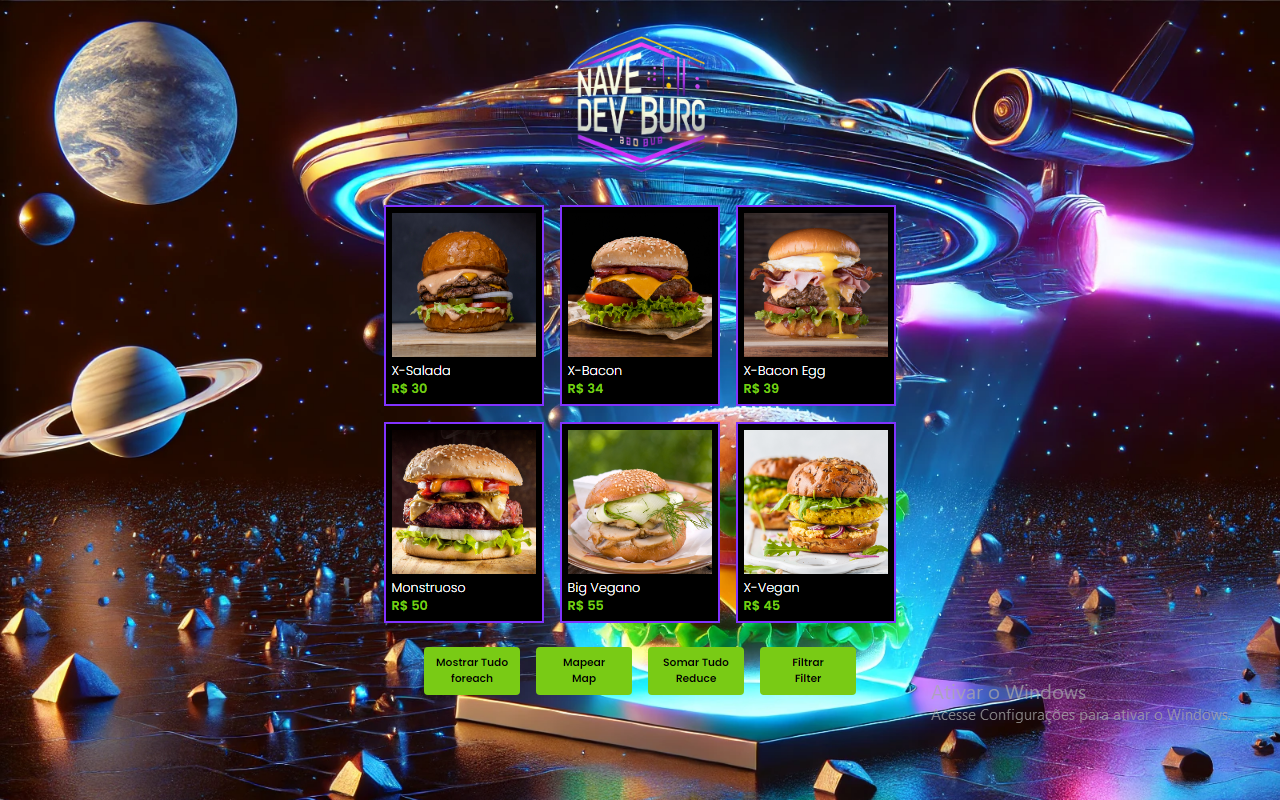 NAVE
DEV BURG
X-Salada
R$ 30
X-Bacon
R$ 34
X-Bacon Egg
R$ 39
Monstruoso
R$ 50
Big Vegano
R$ 55
X-Vegan
R$ 45
Mostrar Tudo
foreach
Mapear
Map
Somar Tudo
Reduce
Filtrar
Filter
Ativar o Windows
Acesse Configurações para ativar o Windows.